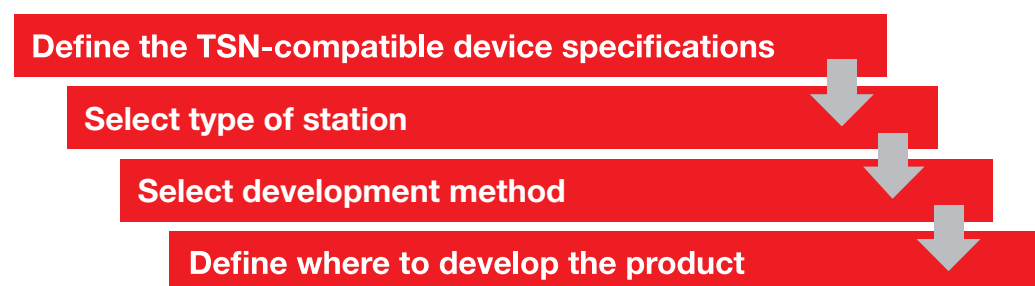 Define the TSN-compatible device specifications
Select type of station
Select development method
Define where to develop the product